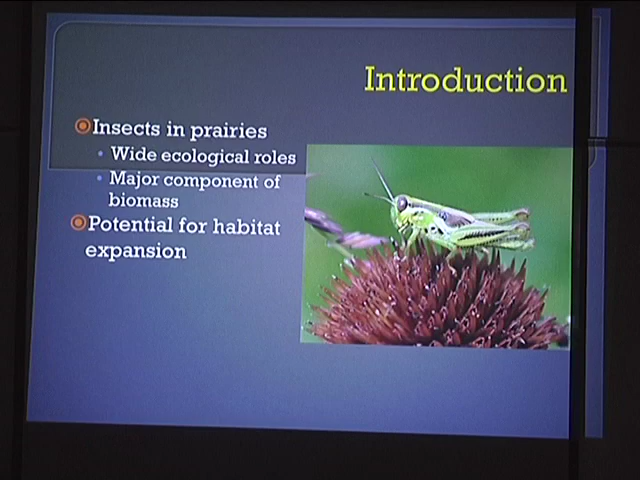 Introduction
Insects in prairies
Wide ecological roles
Major component of
biomass
Potential for habitat
expansion